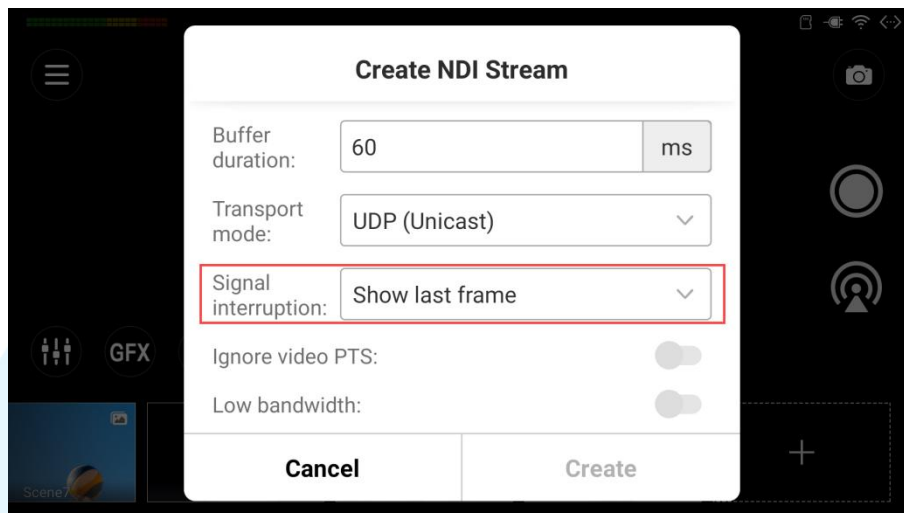 Create NDI Stream
Buffer
duration:
60
ms
Transport
mode:
UDP (Unicast)
Signal
interruption:
Show last frame
Ignore video PTS:
Low bandwidth:
Cancel
Create
GFX
Scene7